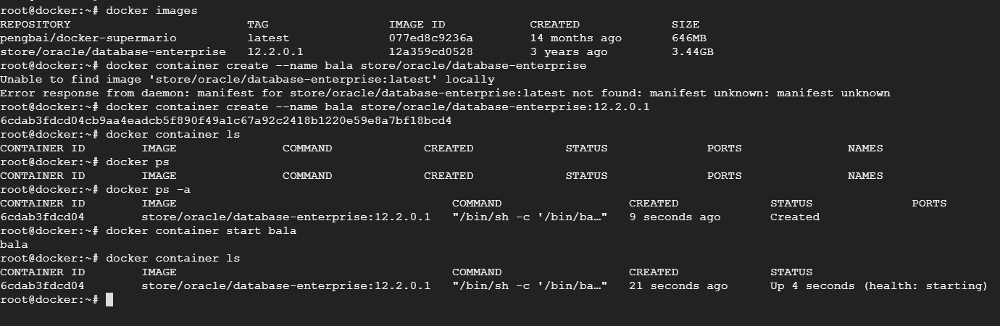 root@docker:~# docker images
REPOSITORY TAG IMAGE ID CREATED SIZE
pengbai/docker-supermario latest 077ed8c9236a 14 months ago 646MB
store/oracle/database-enterprise 12.2.0.1 12a359cd0528 3 years ago 3.44GB
root@docker:~# docker container create --name bala store/oracle/database-enterprise
Unable to find image 'store/oracle/database-enterprise:latest' locally
Error response from daemon: manifest for store/oracle/database-enterprise:latest not found: manifest unknown: manifest unknown
root@docker:~# docker container create --name bala store/oracle/database-enterprise:12.2.0.1
6cdab3fdcd04cb9aa4eadcb5f890f49a1c67a92c2418b1220e59e8a7bf18bcd4
root@docker:~# docker container ls
CONTAINER ID IMAGE COMMAND CREATED STATUS PORTS NAMES
root@docker:~# docker ps
CONTAINER ID IMAGE COMMAND CREATED STATUS PORTS NAMES
root@docker:~# docker ps -a
CONTAINER ID IMAGE COMMAND CREATED STATUS PORTS
6cdab3fdcd04 store/oracle/database-enterprise:12.2.0.1 "/bin/sh -c '/bin/ba…" 9 seconds ago Created
root@docker:~# docker container start bala
bala
root@docker:~# docker container ls
CONTAINER ID IMAGE COMMAND CREATED STATUS
6cdab3fdcd04 store/oracle/database-enterprise:12.2.0.1 "/bin/sh -c '/bin/ba…" 21 seconds ago Up 4 seconds (health: starting)
root@docker:~#